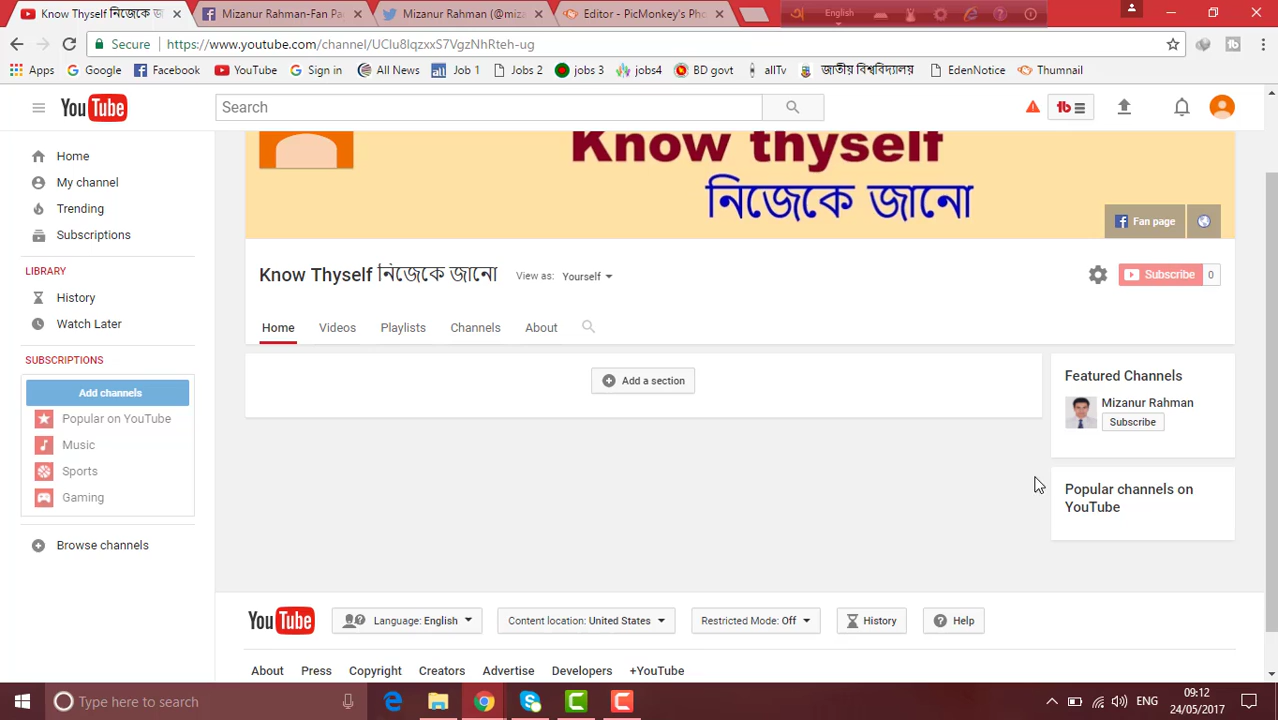 Know Thyself নিজেকে জা
Mizanur Rahman-Fan Pa
Mizanur Rahman (@miza
Editor - PicMonkey's Pho
English
Secure
https://www.youtube.com/channel/UClu8lqzxxS7VgzNhRteh-ug
Apps
Google
Facebook
YouTube
Sign in
All News
Job 1
Jobs 2
jobs 3
jobs4
BD govt
allTv
জাতীয় বিশ্ববিদ্যালয়
EdenNotice
Thumnail
YouTube
Search
Home
My channel
Trending
Subscriptions
LIBRARY
History
Watch Later
SUBSCRIPTIONS
Add channels
Popular on YouTube
Music
Sports
Gaming
Browse channels
Know thyself
নিজেকে জানো
Fan page
Know Thyself নিজেকে জানো
View as: Yourself
Subscribe 0
Home Videos Playlists Channels About
Add a section
Featured Channels
Mizanur Rahman
Subscribe
Popular channels on
YouTube
YouTube
Language: English
Content location: United States
Restricted Mode: Off
History
Help
About Press Copyright Creators Advertise Developers +YouTube
Type here to search
ENG
09:12
24/05/2017